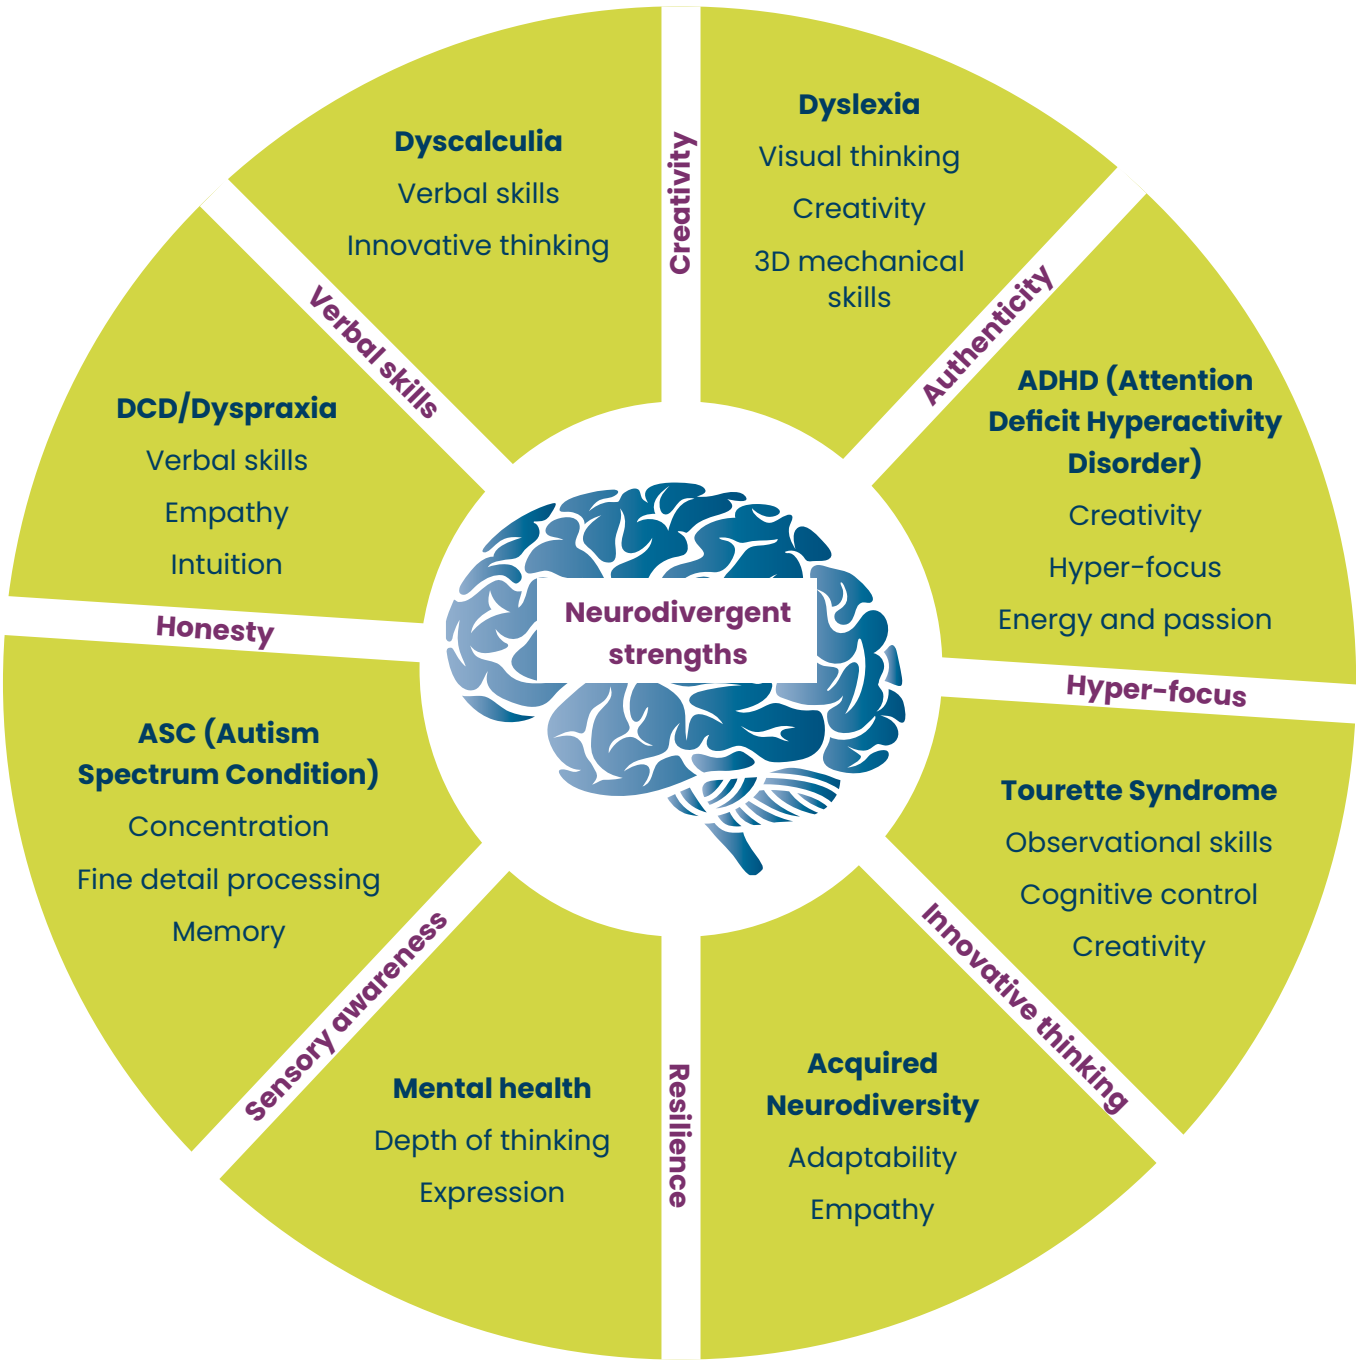 Neurodivergent
strengths
Creativity
Dyslexia
Visual thinking
Creativity
3D mechanical
skills
Authenticity
ADHD (Attention
Deficit Hyperactivity
Disorder)
Creativity
Hyper-focus
Energy and passion
Hyper-focus
Tourette Syndrome
Observational skills
Cognitive control
Creativity
Innovative thinking
Acquired
Neurodiversity
Adaptability
Empathy
Resilience
Mental health
Depth of thinking
Expression
Sensory awareness
ASC (Autism
Spectrum Condition)
Concentration
Fine detail processing
Memory
Honesty
DCD/Dyspraxia
Verbal skills
Empathy
Intuition
Verbal skills
Dyscalculia
Verbal skills
Innovative thinking